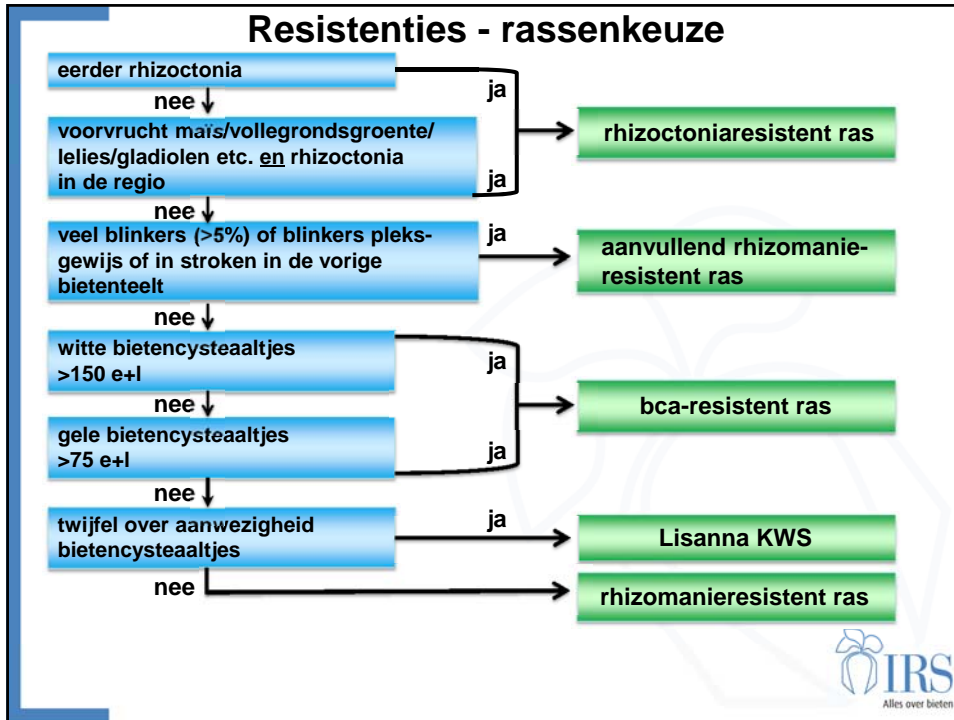 Resistenties - rassenkeuze
eerder rhizoctonia
ja
nee
voorvrucht maïs/vollegrondsgroente/
lelies/gladiolen etc. en rhizoctonia
in de regio
ja
rhizoctoniaresistent ras
nee
veel blinkers (>5%) of blinkers pleks-
gewijs of in stroken in de vorige
bietenteelt
ja
aanvullend rhizomanie-
resistent ras
nee
witte bietencysteaaltjes
>150 e+l
ja
bca-resistent ras
nee
gele bietencysteaaltjes
>75 e+l
ja
nee
twijfel over aanwezigheid
bietencysteaaltjes
ja
Lisanna KWS
nee
rhizomanieresistent ras
IRS
Alles over bieten